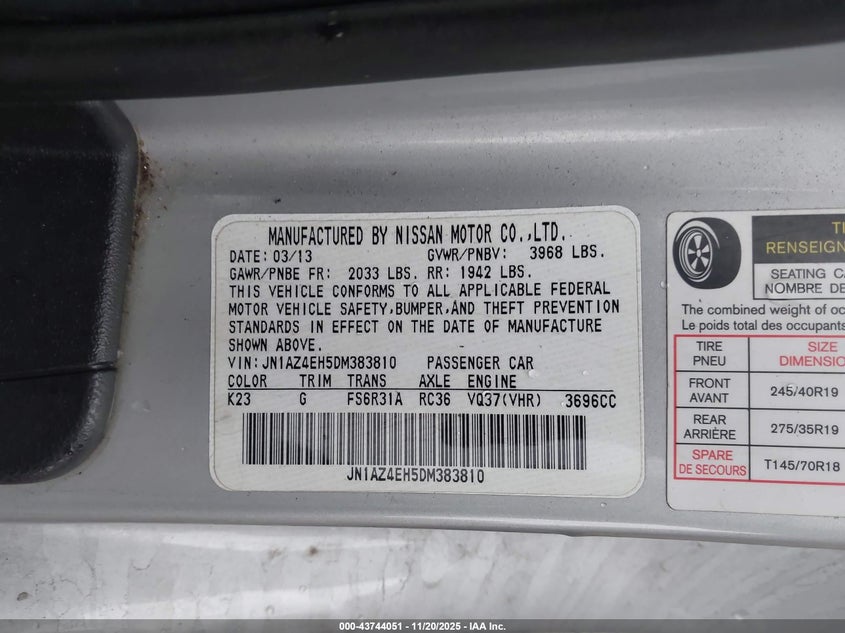 MANUFACTURED BY NISSAN MOTOR CO.,LTD.
DATE: 03/13 GVWR/PNBV: 3968 LBS.
GAWR/PNBE FR: 2033 LBS. RR: 1942 LBS.
THIS VEHICLE CONFORMS TO ALL APPLICABLE FEDERAL
MOTOR VEHICLE SAFETY,BUMPER,AND THEFT PREVENTION
STANDARDS IN EFFECT ON THE DATE OF MANUFACTURE
SHOWN ABOVE.
VIN:JN1AZ4EH5DM383810 PASSENGER CAR
COLOR TRIM TRANS AXLE ENGINE
K23 G FS6R31A RC36 VQ37(VHR) 3696CC
JN1AZ4EH5DM383810
TI
RENSEIGN
SEATING CA
NOMBRE DE
The combined weight of oc
Le poids total des occupants
TIRE SIZE
PNEU DIMENSIO
FRONT
AVANT 245/40R19
REAR
ARRIÈRE 275/35R19
SPARE
DE SECOURS T145/70R18
000-43744051 - 11/20/2025 - IAA Inc.